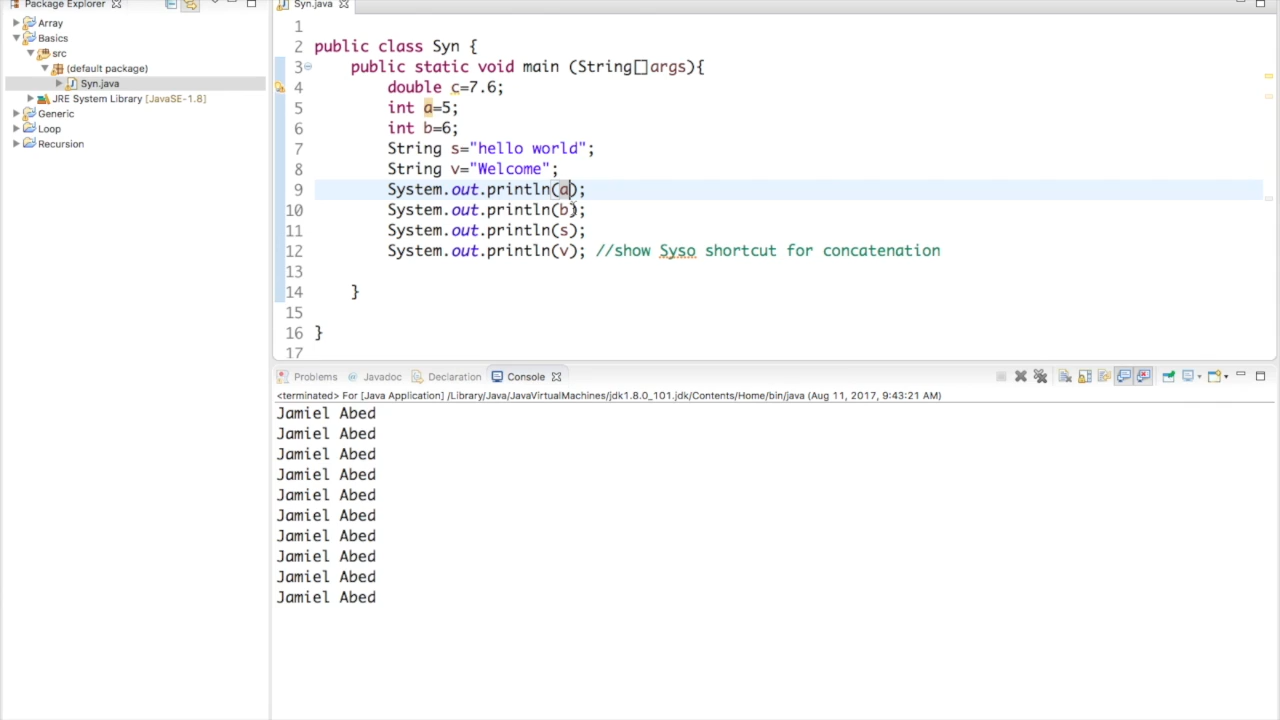 Package Explorer
Array
Basics
src
(default package)
Syn.java
JRE System Library [JavaSE-1.8]
Generic
Loop
Recursion
Syn.java
1
2 public class Syn {
3 public static void main (String[]args){
4 double c=7.6;
5 int a=5;
6 int b=6;
7 String s="hello world";
8 String v="Welcome";
9 System.out.println(a);
10 System.out.println(b);
11 System.out.println(s);
12 System.out.println(v); //show Syso shortcut for concatenation
13
14 }
15
16 }
17
Problems @ Javadoc Declaration Console
<terminated> For [Java Application] /Library/Java/JavaVirtualMachines/jdk1.8.0_101.jdk/Contents/Home/bin/java (Aug 11, 2017, 9:43:21 AM)
Jamiel Abed
Jamiel Abed
Jamiel Abed
Jamiel Abed
Jamiel Abed
Jamiel Abed
Jamiel Abed
Jamiel Abed
Jamiel Abed
Jamiel Abed